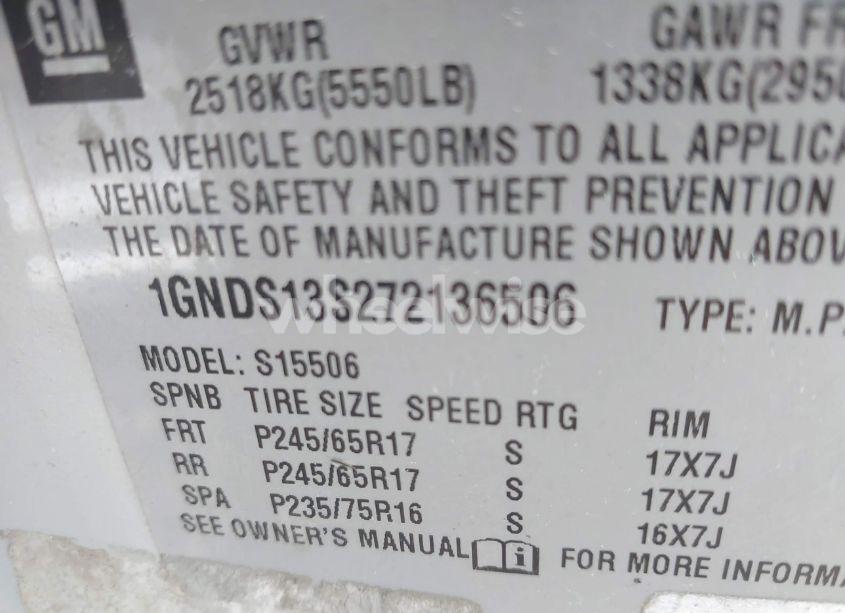 GM
GVWR GAWR FR
2518KG(5550LB) 1338KG(2950
THIS VEHICLE CONFORMS TO ALL APPLICA
VEHICLE SAFETY AND THEFT PREVENTION
THE DATE OF MANUFACTURE SHOWN ABOV
1GNDS13S272136506 TYPE: M.P.
wheelwise
MODEL: S15506
SPNB TIRE SIZE SPEED RTG RIM
FRT P245/65R17 S 17X7J
RR P245/65R17 S 17X7J
SPA P235/75R16 S 16X7J
SEE OWNER'S MANUAL i FOR MORE INFORMA